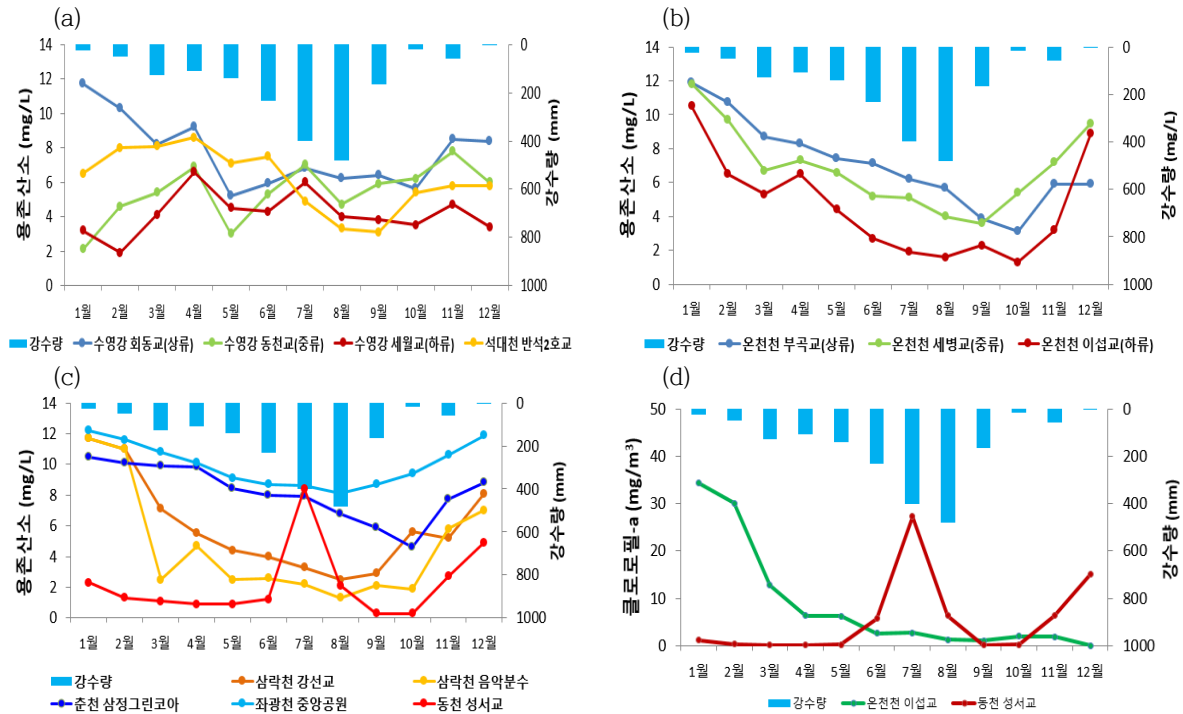 (a)
14
12
10
8
6
4
2
0
용존산소 (mg/L)
0
200
400
600
800
1000
강수량 (mm)
1월 2월 3월 4월 5월 6월 7월 8월 9월 10월 11월 12월
강수량 수영강 회동교(상류) 수영강 동천교(중류) 수영강 세월교(하류) 석대천 반석2호교
(b)
14
12
10
8
6
4
2
0
용존산소 (mg/L)
0
200
400
600
800
1000
강수량 (mg/L)
1월 2월 3월 4월 5월 6월 7월 8월 9월 10월 11월 12월
강수량 온천천 부곡교(상류) 온천천 세병교(중류) 온천천 이섭교(하류)
(c)
14
12
10
8
6
4
2
0
용존산소 (mg/L)
0
200
400
600
800
1000
강수량 (mm)
1월 2월 3월 4월 5월 6월 7월 8월 9월 10월 11월 12월
강수량 삼락천 강선교 삼락천 음악분수
춘천 삼정그린코아 좌광천 중앙공원 동천 성서교
(d)
50
40
30
20
10
0
클로로필-a (mg/m³)
0
200
400
600
800
1000
강수량 (mm)
1월 2월 3월 4월 5월 6월 7월 8월 9월 10월 11월 12월
강수량 온천천 이섭교 동천 성서교